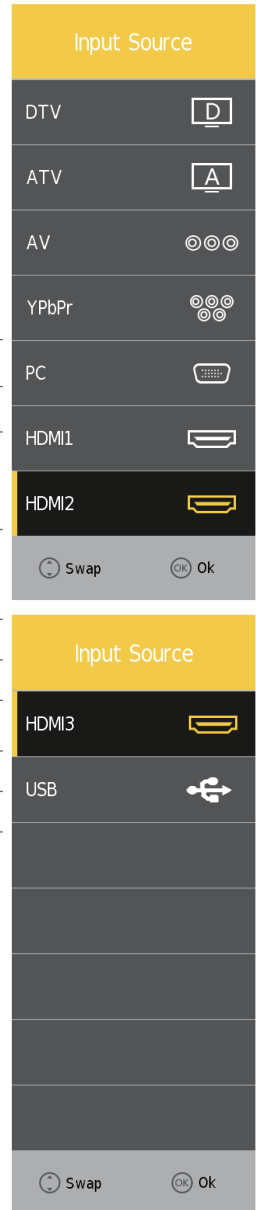 Input Source
DTV D
ATV A
AV
YPbPr
PC
HDMI1
HDMI2
Swap OK Ok
Input Source
HDMI3
USB
Swap OK Ok